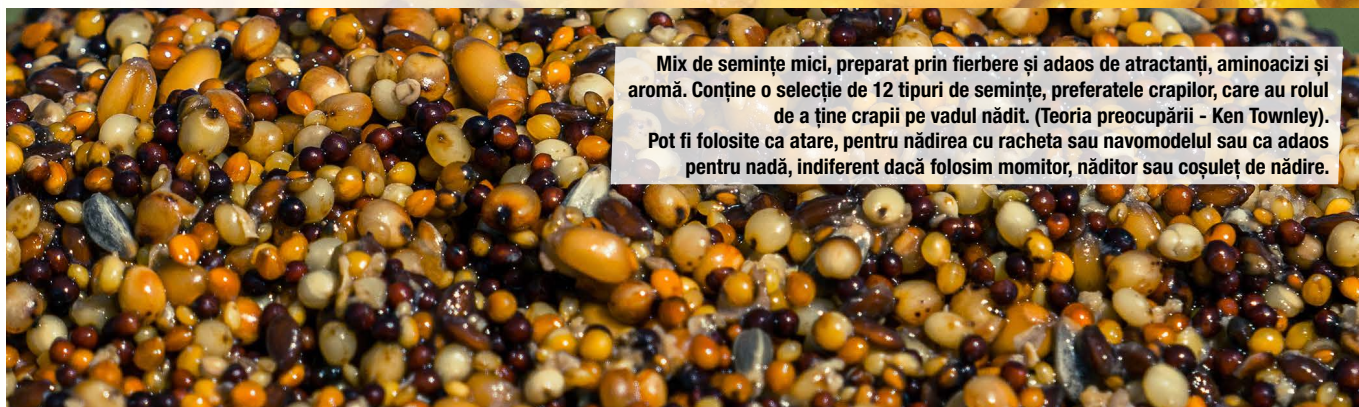 Mix de semințe mici, preparat prin fierbere și adaos de atractanți, aminoacizi și
aromă. Conține o selecție de 12 tipuri de semințe, preferatele crapilor, care au rolul
de a ține crapii pe vadul nădit. (Teoria preocupării - Ken Townley).
Pot fi folosite ca atare, pentru nădirea cu racheta sau navomodelul sau ca adaos
pentru nadă, indiferent dacă folosim momitor, năditor sau coșuleț de nădire.